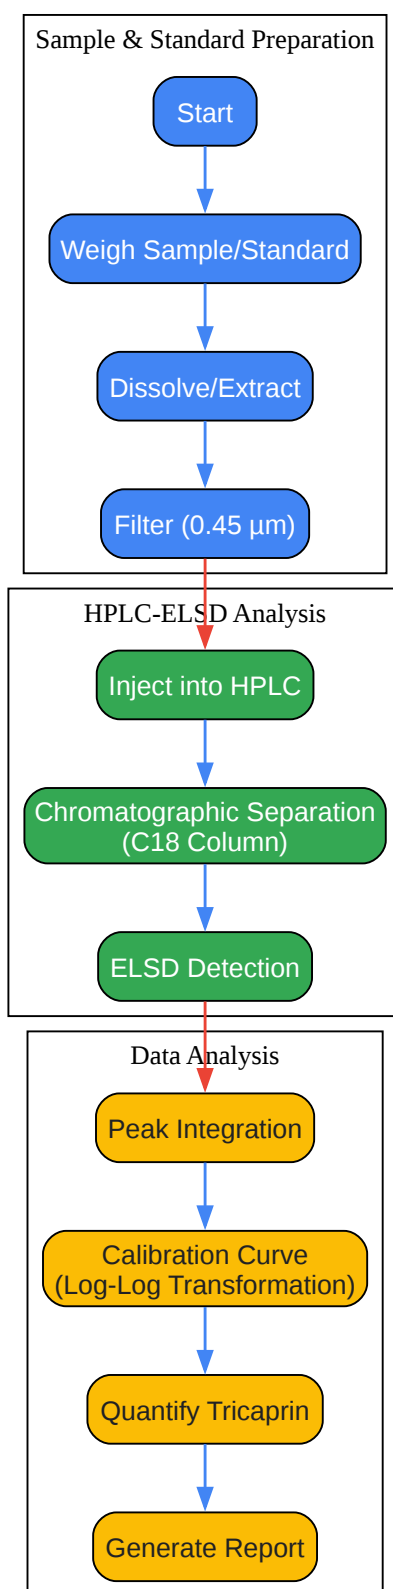 Sample & Standard Preparation
Start
Weigh Sample/Standard
Dissolve/Extract
Filter (0.45 µm)
HPLC-ELSD Analysis
Inject into HPLC
Chromatographic Separation
(C18 Column)
ELSD Detection
Data Analysis
Peak Integration
Calibration Curve
(Log-Log Transformation)
Quantify Tricaprin
Generate Report